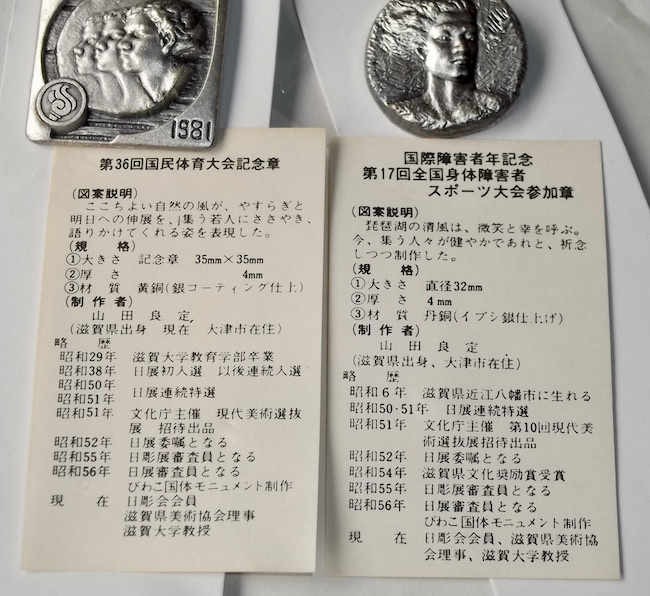 1981
第36回国民体育大会記念章
(図案説明)
ここちよい自然の風が、やすらぎと
明日への伸展を、集う若人にささやき、
語りかけてくれる姿を表現した。
(規 格)
①大きさ 記念章 35mm×35mm
②厚 さ 4mm
③材 質 黄銅(銀コーティング仕上)
(制 作 者)
山 田 良 定
(滋賀県出身 現在 大津市在住)
略 歴
昭和29年 滋賀大学教育学部卒業
昭和38年 日展初入選 以後連続入選
昭和50年
昭和51年 日展連続特選
昭和51年 文化庁主催 現代美術選抜
展 招待出品
昭和52年 日展委嘱となる
昭和55年 日彫展審査員となる
昭和56年 日展審査員となる
びわこ国体モニュメント制作
現 在 日彫会会員
滋賀県美術協会理事
滋賀大学教授
国際障害者年記念
第17回全国身体障害者
スポーツ大会参加章
(図案説明)
琵琶湖の清風は、微笑と幸を呼ぶ。
今、集う人々が健やかであれと、祈念
しつつ制作した。
(規 格)
①大きさ 直径32mm
②厚 さ 4mm
③材 質 丹銅(イブシ銀仕上げ)
(制 作 者)
山 田 良 定
(滋賀県出身、大津市在住)
略 歴
昭和6年 滋賀県近江八幡市に生れる
昭和50・51年 日展連続特選
昭和51年 文化庁主催 第10回現代美
術選抜展招待出品
昭和52年 日展委嘱となる
昭和54年 滋賀県文化奨励賞受賞
昭和55年 日彫展審査員となる
昭和56年 日展審査員となる
びわこ国体モニュメント制作
現 在 日彫会会員、滋賀県美術協
会理事、滋賀大学教授